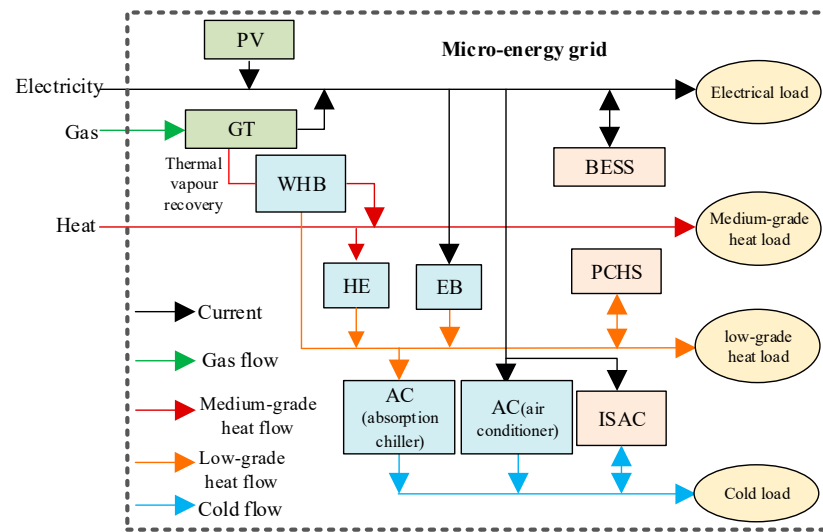 PV
Micro-energy grid
Electricity
Electrical load
Gas
GT
Thermal
vapour
recovery
WHB
BESS
Heat
Medium-grade
heat load
HE
EB
PCHS
Current
low-grade
heat load
Gas flow
Medium-grade
heat flow
AC
(absorption
chiller)
AC(air
conditioner)
ISAC
Low-grade
heat flow
Cold flow
Cold load